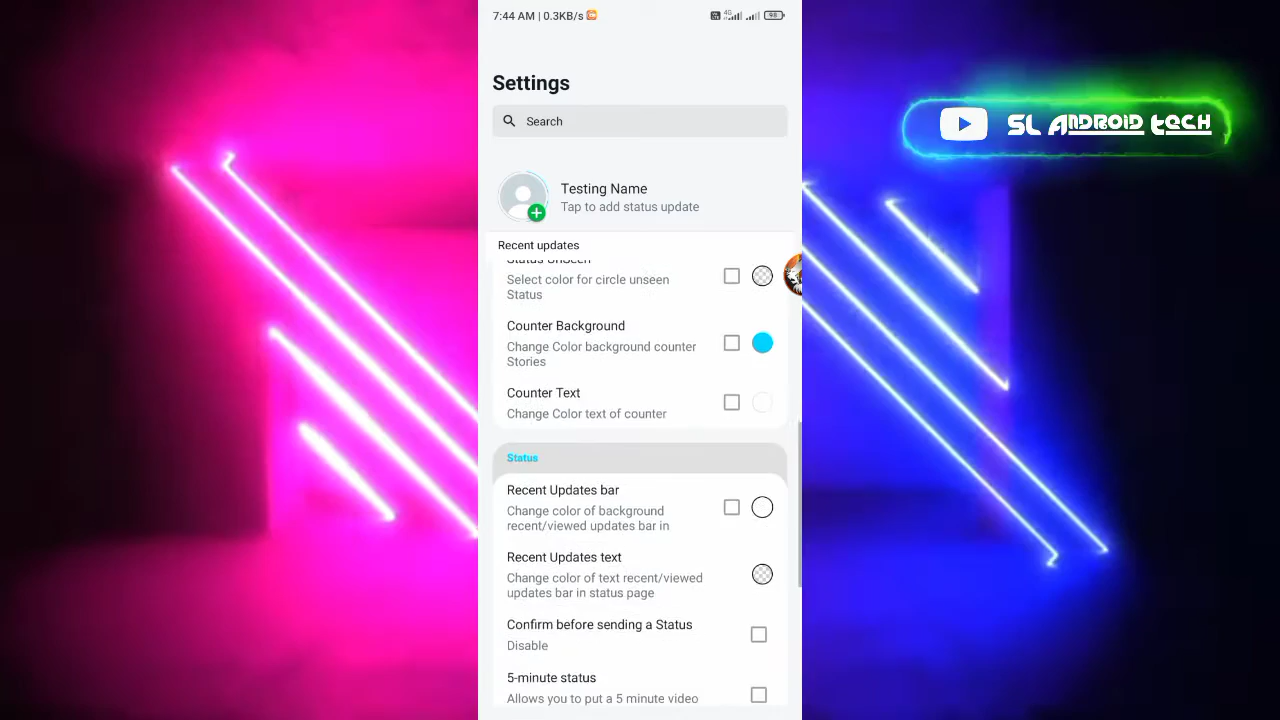 7:44 AM | 0.3KB/s
4G
98
Settings
Search
SL Android Tech
Testing Name
Tap to add status update
Recent updates
Status UnSeen
Select color for circle unseen
Status
Counter Background
Change Color background counter
Stories
Counter Text
Change Color text of counter
Status
Recent Updates bar
Change color of background
recent/viewed updates bar in
Recent Updates text
Change color of text recent/viewed
updates bar in status page
Confirm before sending a Status
Disable
5-minute status
Allows you to put a 5 minute video